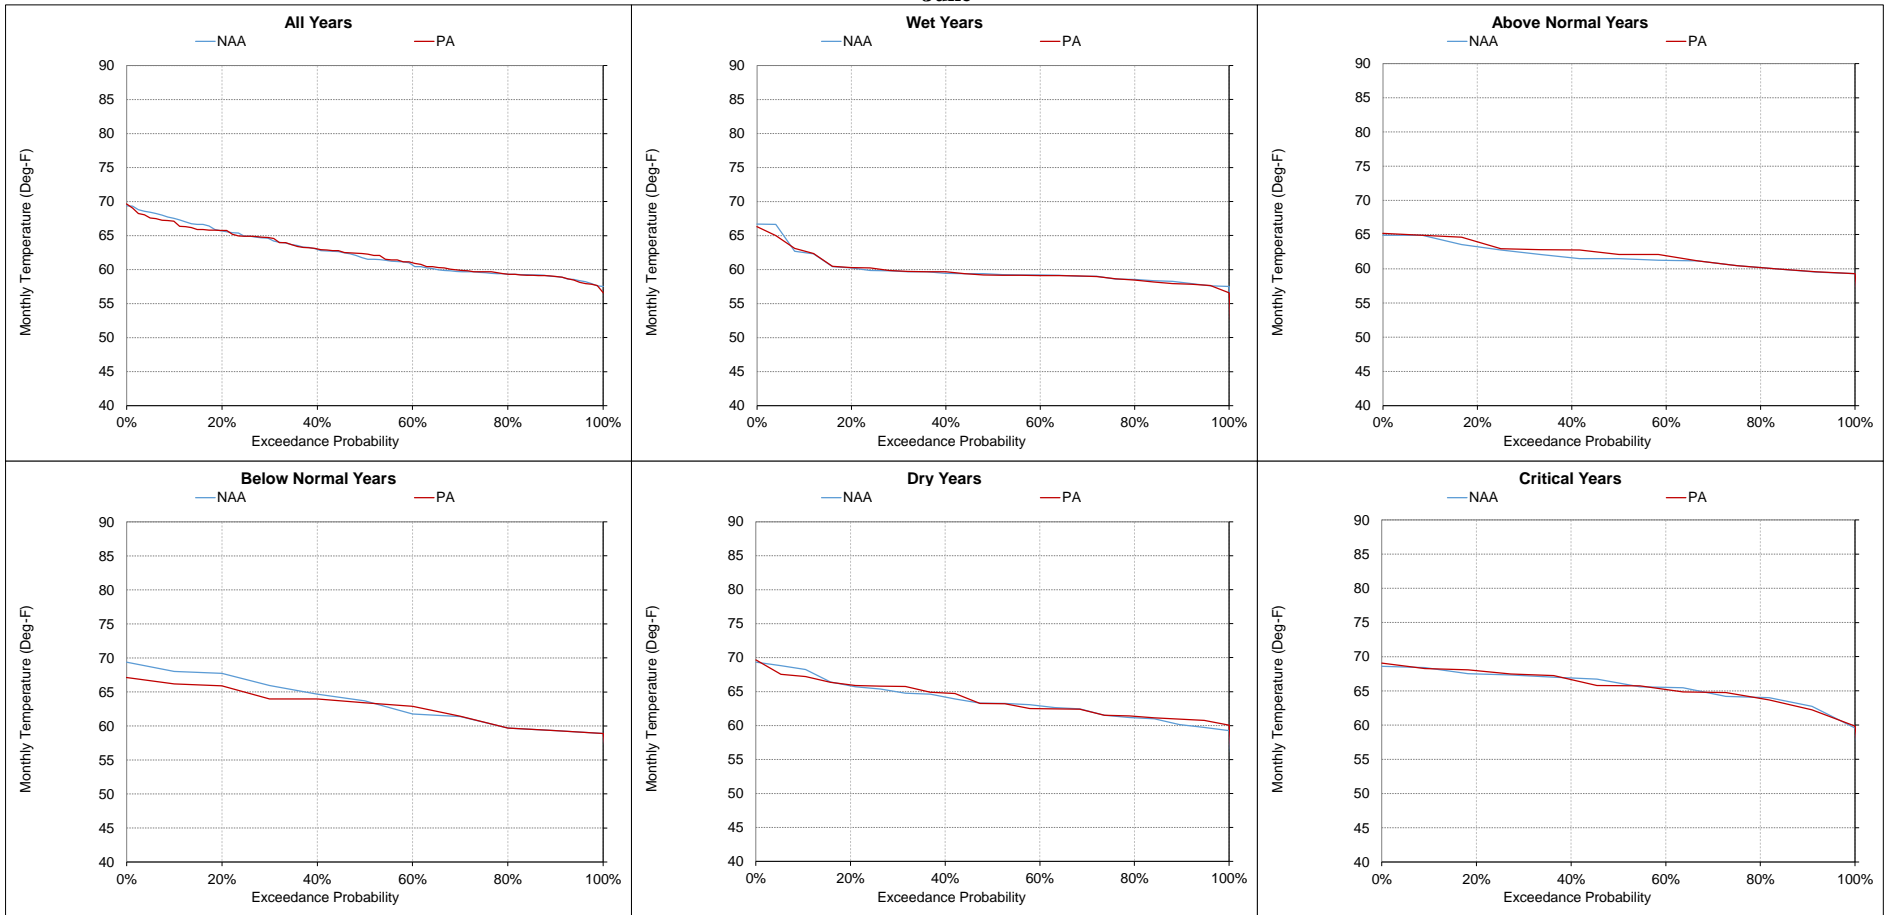 All Years
NAA PA
90
85
80
75
70
65
60
55
50
45
40
Monthly Temperature (Deg-F)
0% 20% 40% 60% 80% 100%
Exceedance Probability
Wet Years
NAA PA
90
85
80
75
70
65
60
55
50
45
40
Monthly Temperature (Deg-F)
0% 20% 40% 60% 80% 100%
Exceedance Probability
Above Normal Years
NAA PA
90
85
80
75
70
65
60
55
50
45
40
Monthly Temperature (Deg-F)
0% 20% 40% 60% 80% 100%
Exceedance Probability
Below Normal Years
NAA PA
90
85
80
75
70
65
60
55
50
45
40
Monthly Temperature (Deg-F)
0% 20% 40% 60% 80% 100%
Exceedance Probability
Dry Years
NAA PA
90
85
80
75
70
65
60
55
50
45
40
Monthly Temperature (Deg-F)
0% 20% 40% 60% 80% 100%
Exceedance Probability
Critical Years
NAA PA
90
85
80
75
70
65
60
55
50
45
40
Monthly Temperature (Deg-F)
0% 20% 40% 60% 80% 100%
Exceedance Probability